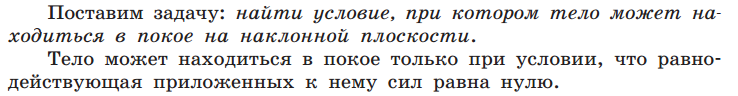 Поставим задачу: найти условие, при котором тело может на-
ходиться в покое на наклонной плоскости.
Тело может находиться в покое только при условии, что равно-
действующая приложенных к нему сил равна нулю.